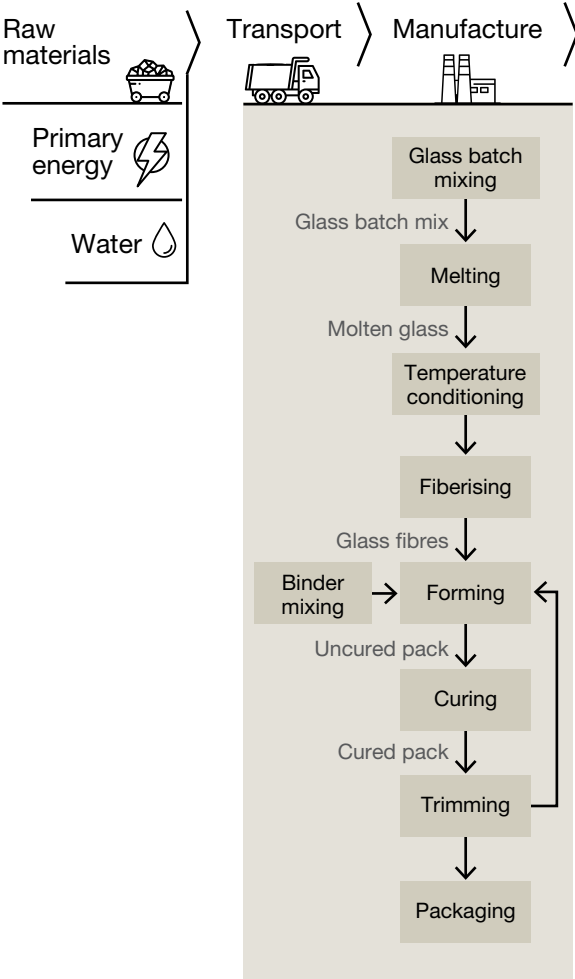 Raw
materials
Transport
Manufacture
Primary
energy
Water
Glass batch
mixing
Glass batch mix
Melting
Molten glass
Temperature
conditioning
Fiberising
Glass fibres
Binder
mixing
Forming
Uncured pack
Curing
Cured pack
Trimming
Packaging